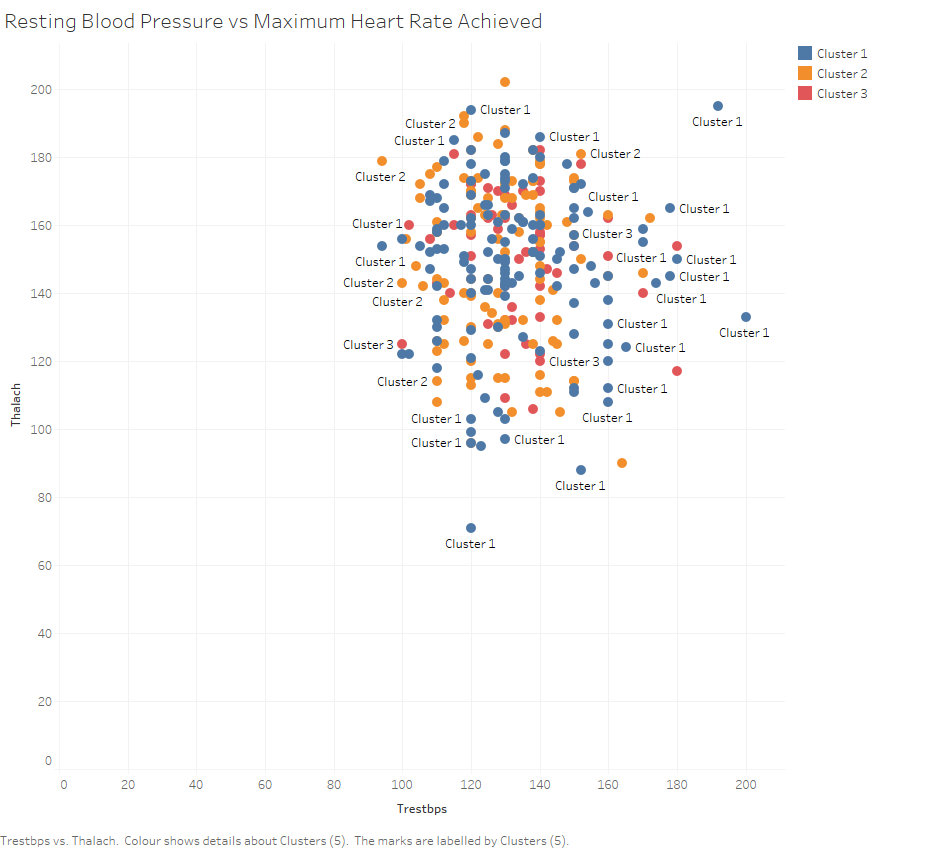 Resting Blood Pressure vs Maximum Heart Rate Achieved
Cluster 1
Cluster 2
Cluster 3
200
180
160
140
120
100
80
60
40
20
0
Thalach
Cluster 1
Cluster 2
Cluster 1
Cluster 1
Cluster 1
Cluster 2
Cluster 2
Cluster 1
Cluster 1
Cluster 1
Cluster 3
Cluster 1
Cluster 1
Cluster 1
Cluster 2
Cluster 1
Cluster 2
Cluster 1
Cluster 1
Cluster 1
Cluster 3
Cluster 1
Cluster 3
Cluster 2
Cluster 1
Cluster 1
Cluster 1
Cluster 1
Cluster 1
Cluster 1
Cluster 1
0
20
40
60
80
100
120
140
160
180
200
Trestbps
Trestbps vs. Thalach.  Colour shows details about Clusters (5).  The marks are labelled by Clusters (5).